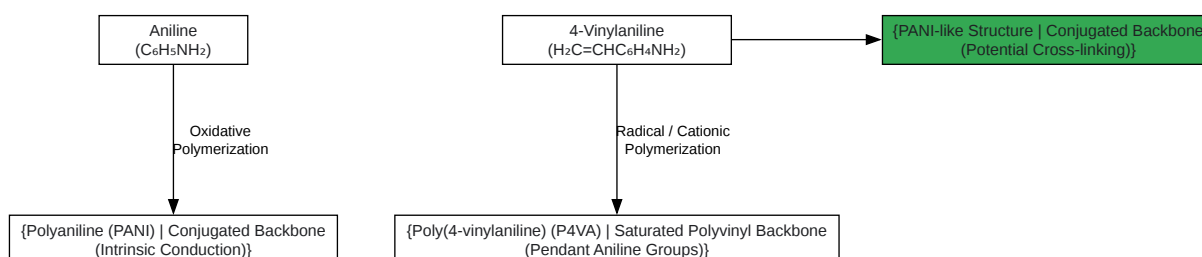 Aniline
(C₆H₅NH₂)
4-Vinylaniline
(H₂C=CHC₆H₄NH₂)
{PANI-like Structure | Conjugated Backbone
(Potential Cross-linking)}
Oxidative
Polymerization
Radical / Cationic
Polymerization
{Polyaniline (PANI) | Conjugated Backbone
(Intrinsic Conduction)}
{Poly(4-vinylaniline) (P4VA) | Saturated Polyvinyl Backbone
(Pendant Aniline Groups)}